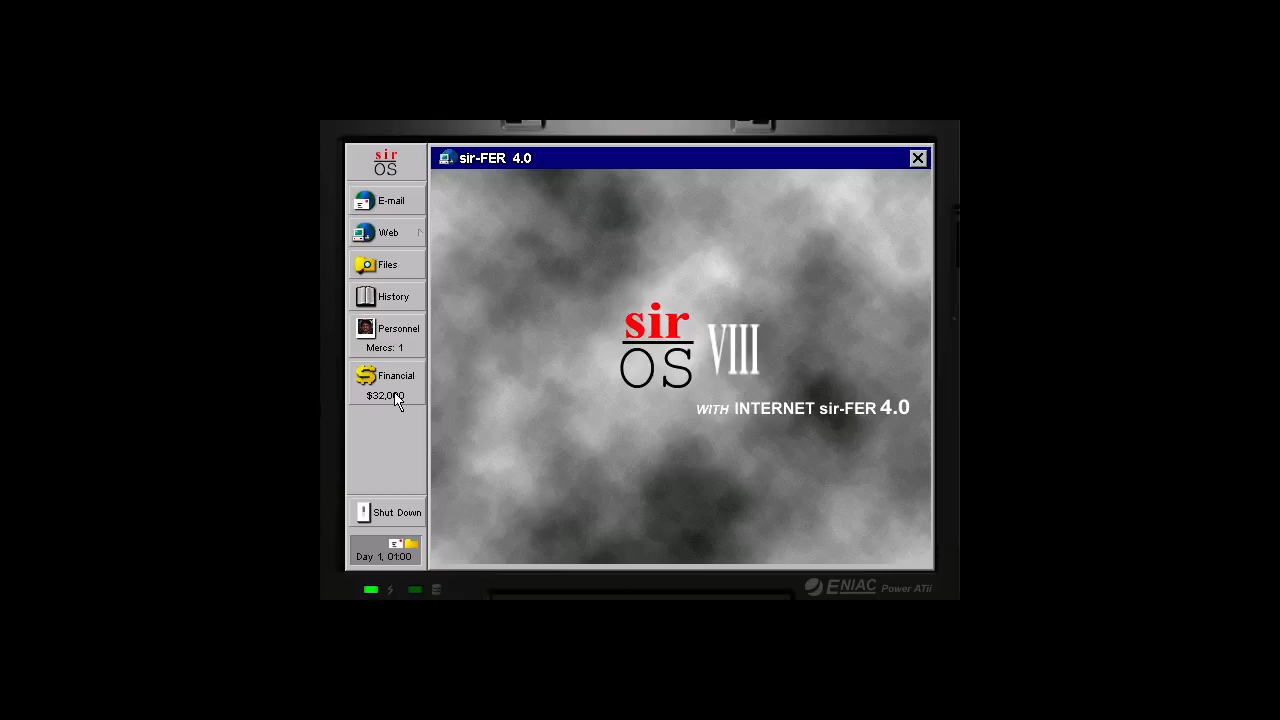 sir
OS
E-mail
Web
Files
History
Personnel
Mercs: 1
Financial
Shut Down
Day 1, 01:00
sir-FER 4.0
sir
OS VIII
WITH INTERNET sir-FER 4.0
ENIAC Power ATii